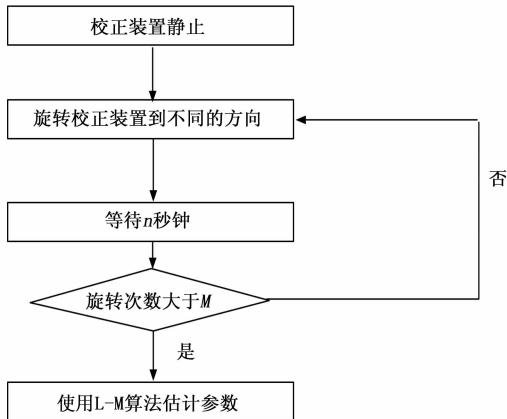 校正装置静止
旋转校正装置到不同的方向
等待n秒钟
旋转次数大于M
否
是
使用L-M算法估计参数